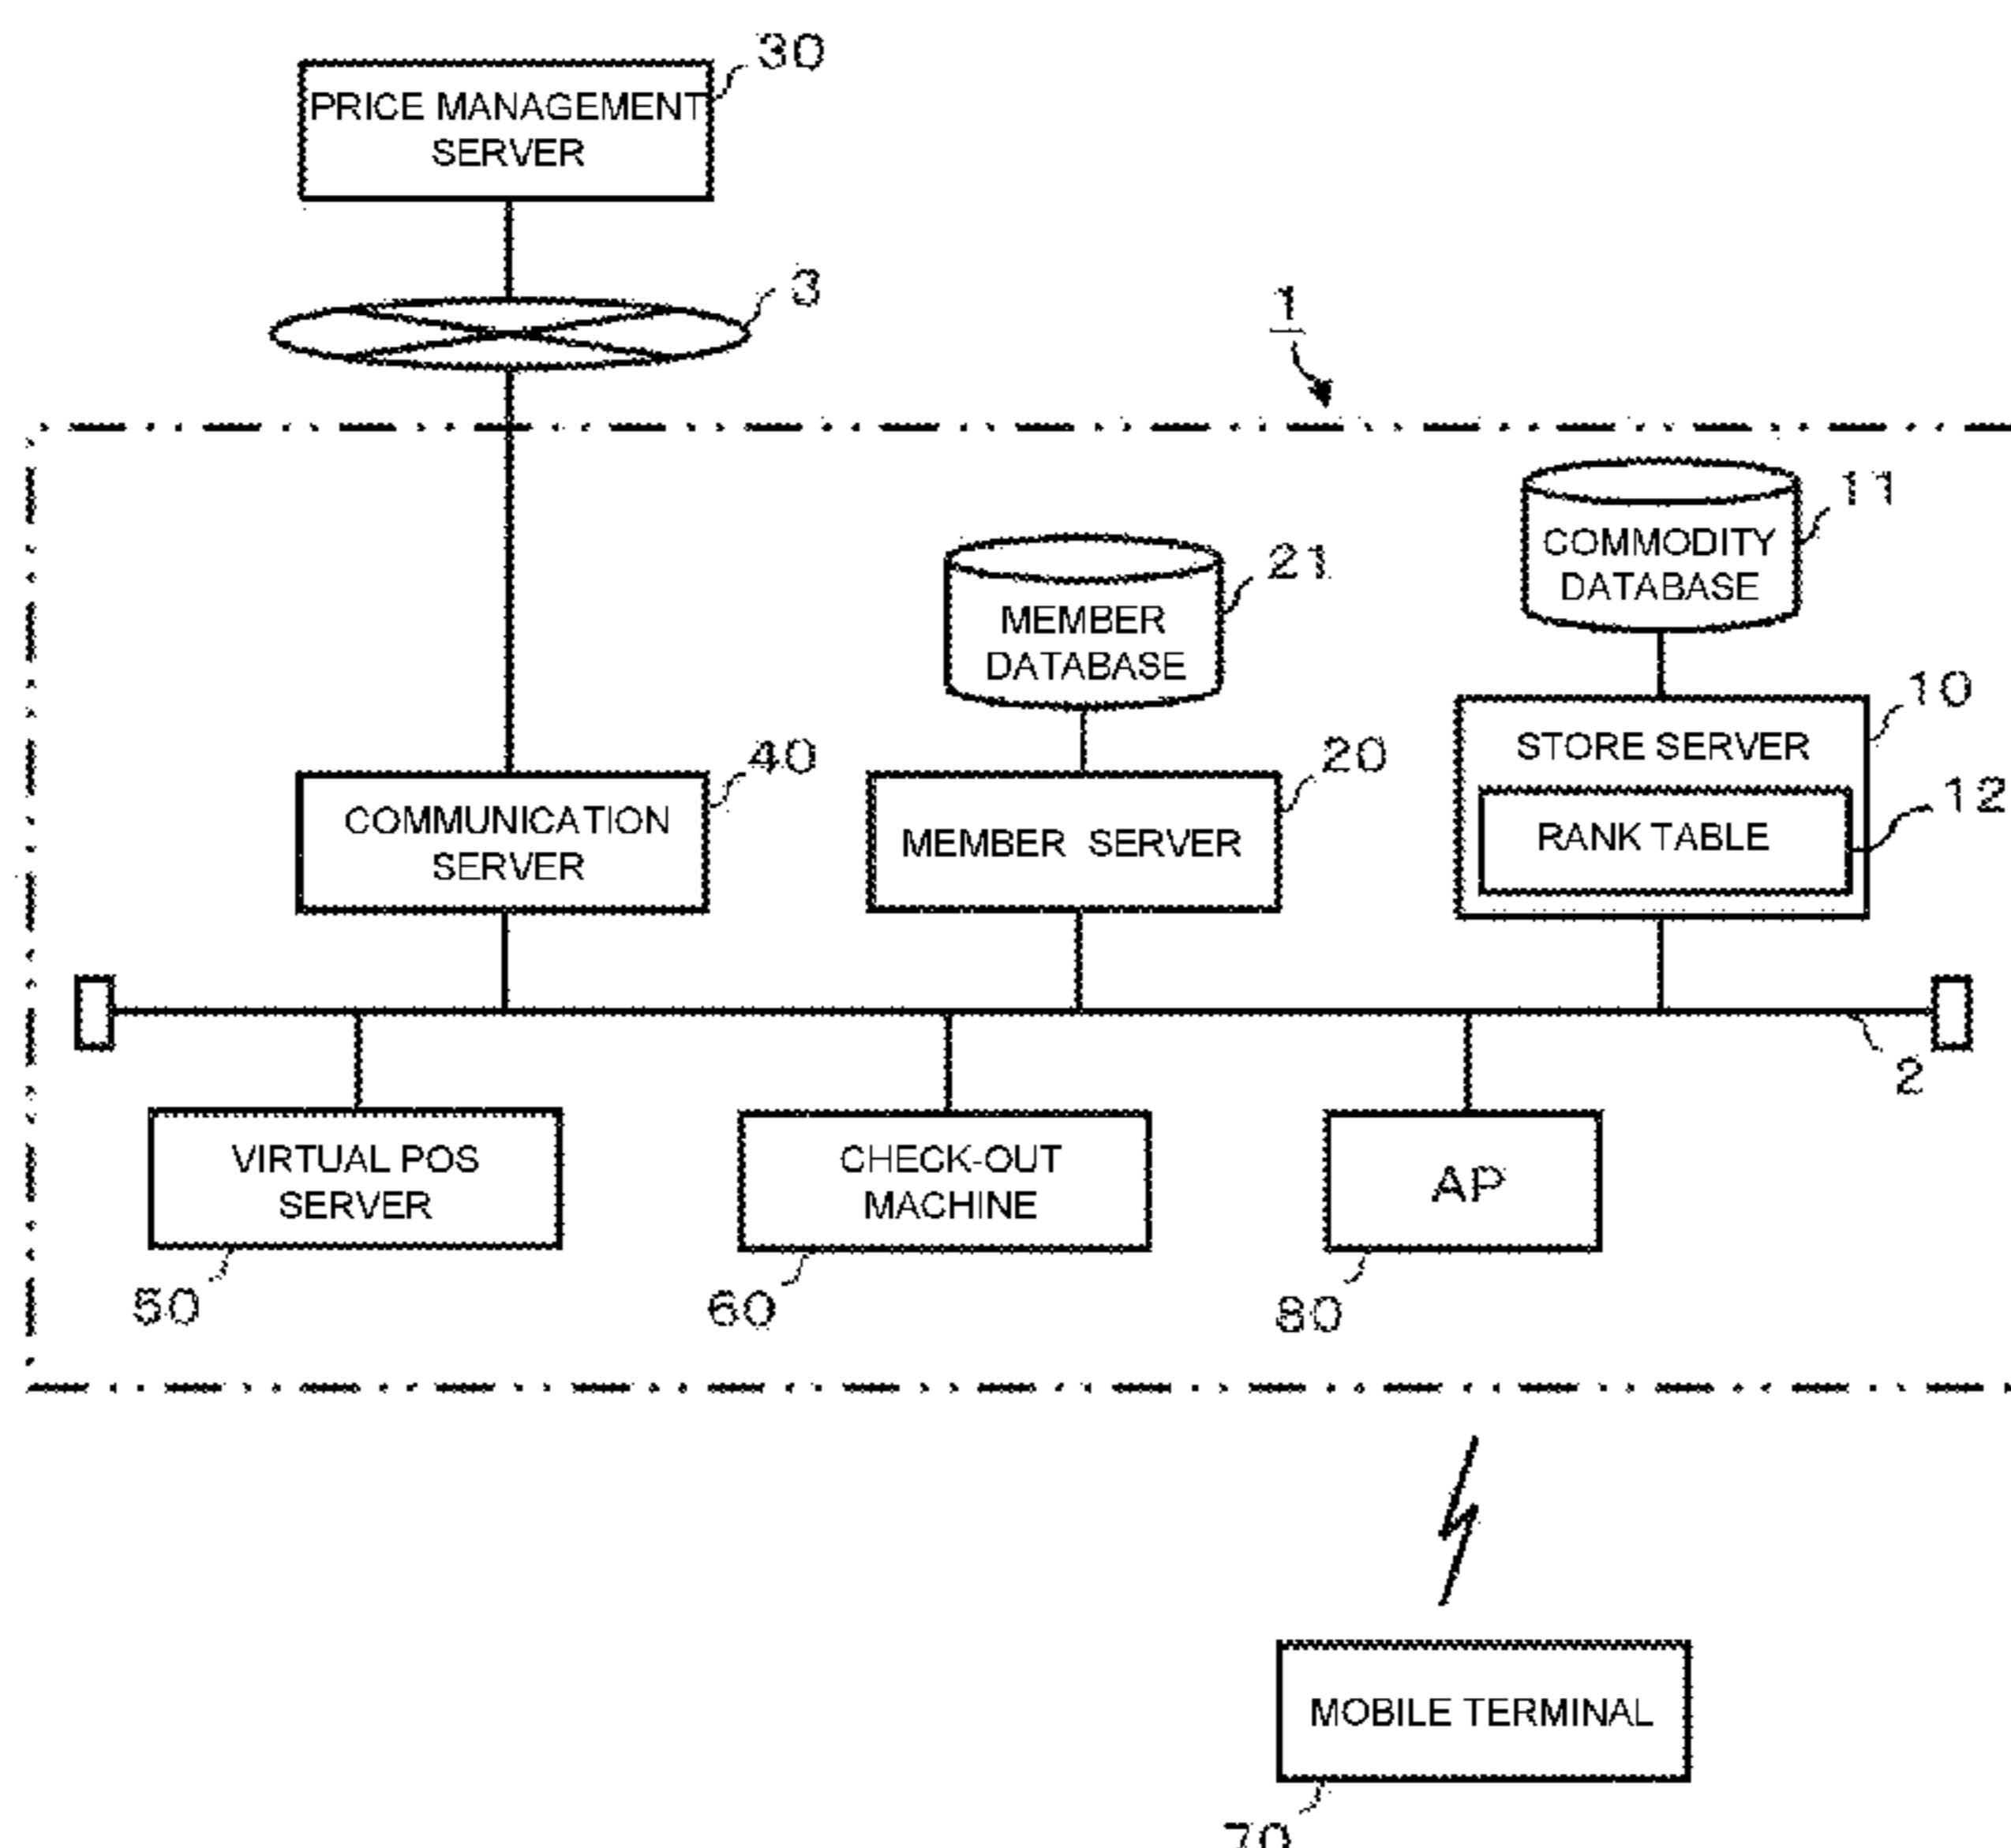 30
PRICE MANAGEMENT
SERVER
3
1
11
COMMODITY
DATABASE
21
MEMBER
DATABASE
10
STORE SERVER
40
20
12
COMMUNICATION
SERVER
MEMBER SERVER
RANK TABLE
2
VIRTUAL POS
SERVER
CHECK-OUT
MACHINE
AP
50
60
80
MOBILE TERMINAL
70